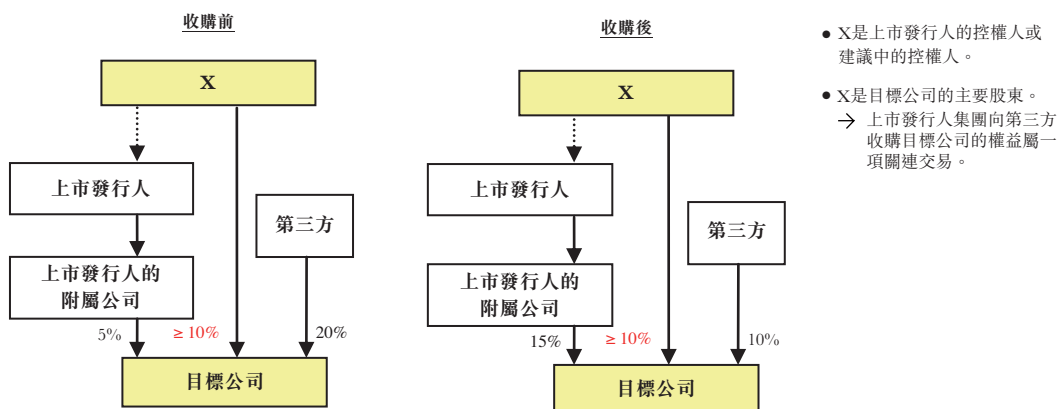 收購前
X
上市發行人
第三方
上市發行人的
附屬公司
5%
≥ 10%
20%
目標公司
收購後
X
上市發行人
第三方
上市發行人的
附屬公司
15%
≥ 10%
10%
目標公司
● X是上市發行人的控權人或
建議中的控權人。
● X是目標公司的主要股東。
→ 上市發行人集團向第三方
收購目標公司的權益屬一
項關連交易。